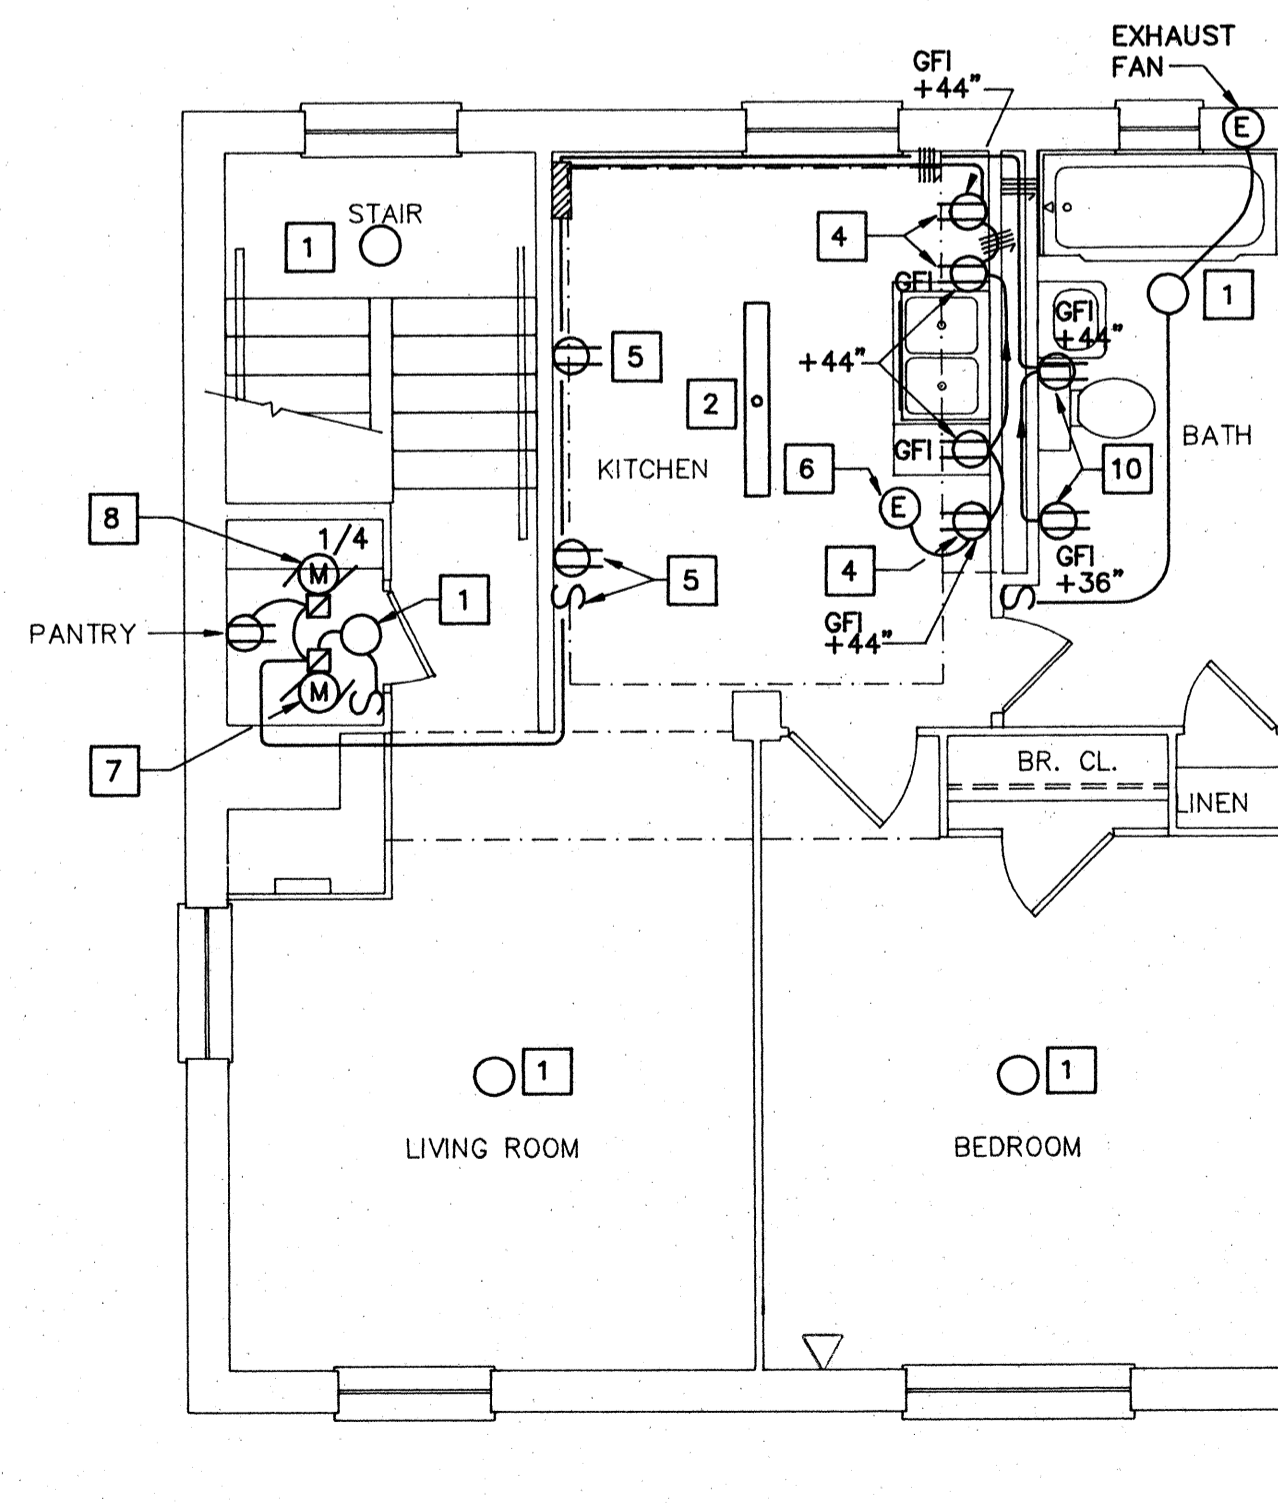 EXHAUST
FAN
E
GFI
+44"
STAIR
1
4
GFI
1
GFI
+44"
5
+44"
2
BATH
KITCHEN
GFI
6
10
E
8
1/4
M
4
GFI
+36"
5
S
S
1
PANTRY
GFI
+44"
M
S
7
BR. CL.
LINEN
1
1
LIVING ROOM
BEDROOM